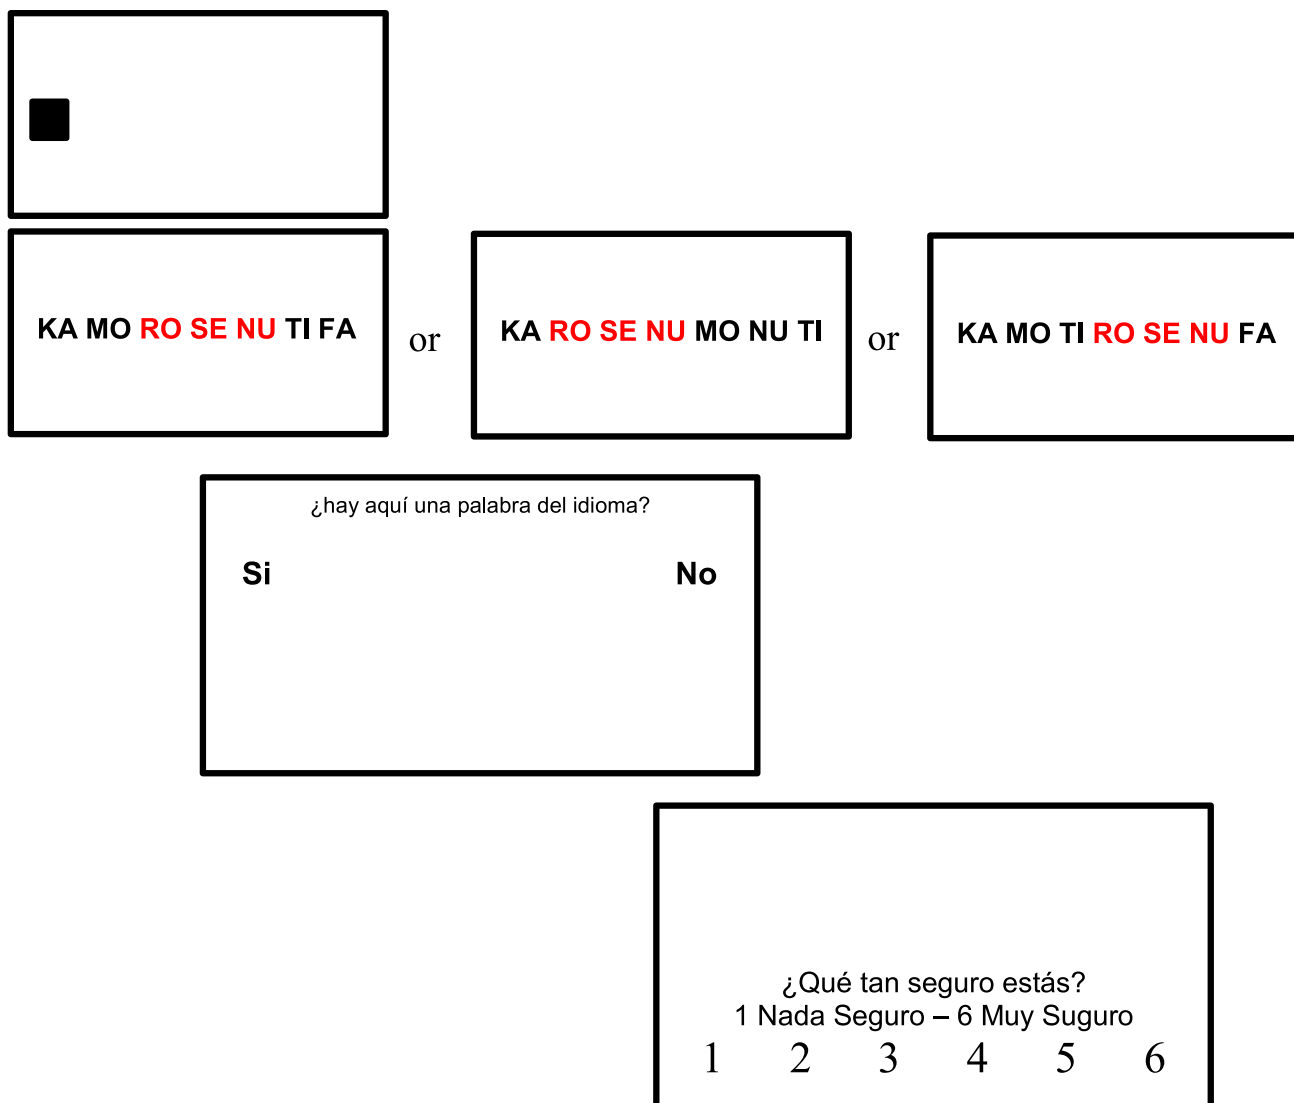 KA MO RO SE NU TI FA
or
KA RO SE NU MO NU TI
or
KA MO TI RO SE NU FA
¿hay aquí una palabra del idioma?
Si No
¿Qué tan seguro estás?
1 Nada Seguro – 6 Muy Suguro
1 2 3 4 5 6